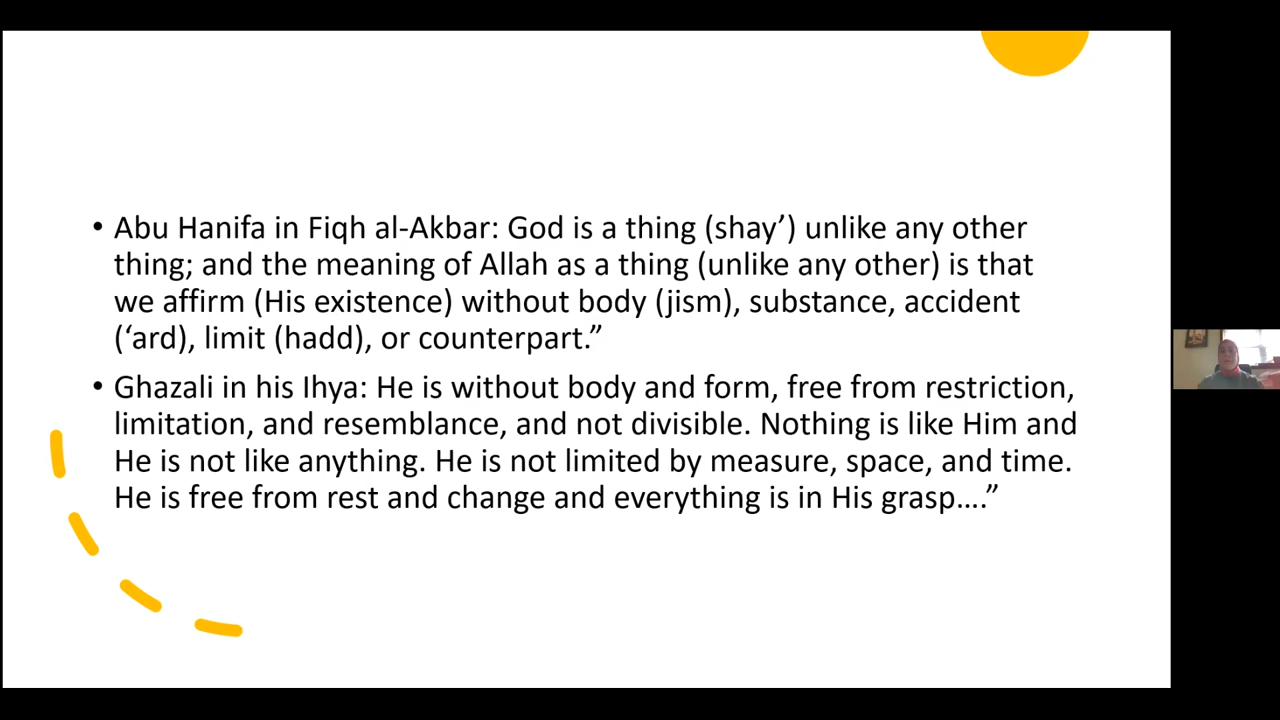 • Abu Hanifa in Fiqh al-Akbar: God is a thing (shay’) unlike any other
thing; and the meaning of Allah as a thing (unlike any other) is that
we affirm (His existence) without body (jism), substance, accident
(‘ard), limit (hadd), or counterpart.”
• Ghazali in his Ihya: He is without body and form, free from restriction,
limitation, and resemblance, and not divisible. Nothing is like Him and
He is not like anything. He is not limited by measure, space, and time.
He is free from rest and change and everything is in His grasp….”